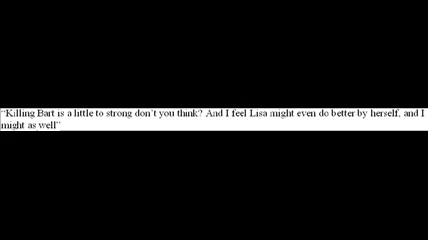 “Killing Bart is a little to strong don’t you think? And I feel Lisa might even do better by herself, and I
might as well”